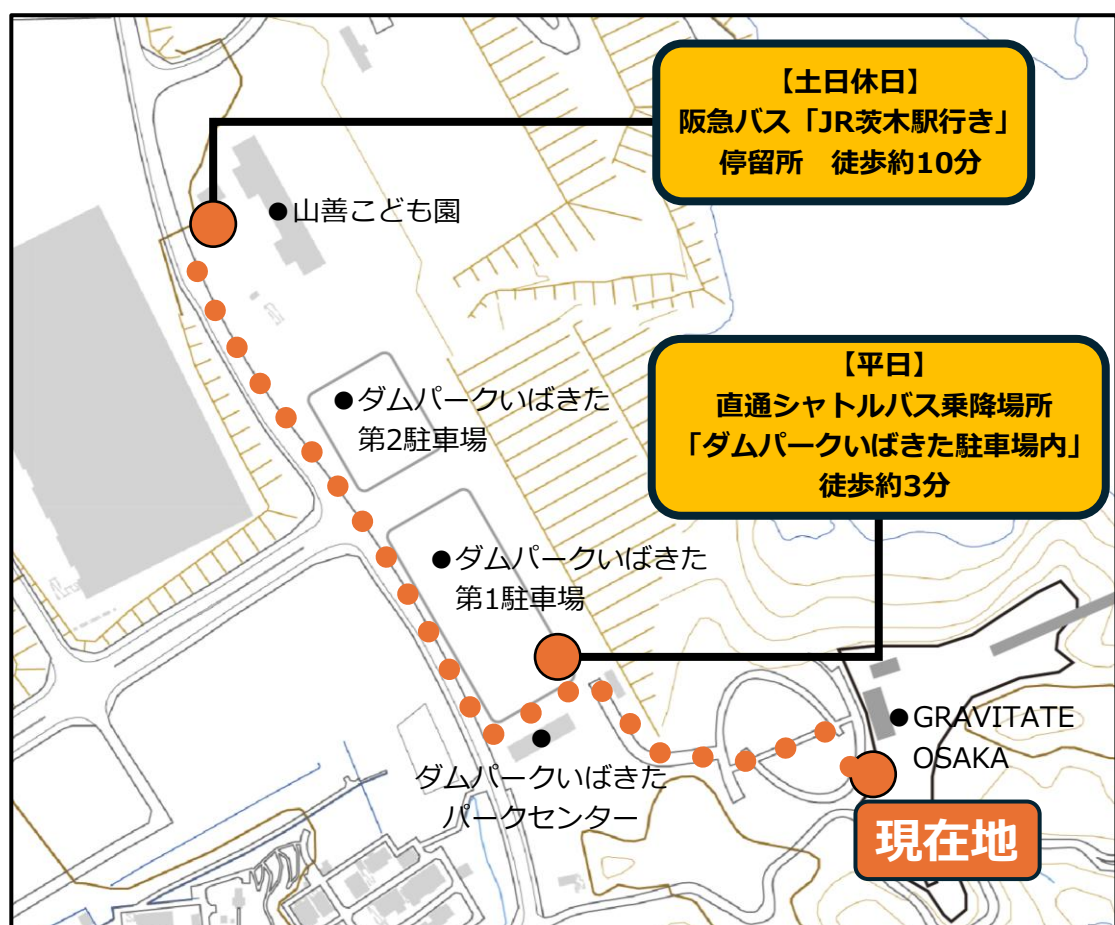 【土日休日】
阪急バス「JR茨木駅行き」
停留所　徒歩約10分
●山善こども園
【平日】
直通シャトルバス乗降場所
「ダムパークいばきた駐車場内」
徒歩約3分
●ダムパークいばきた
第2駐車場
●ダムパークいばきた
第1駐車場
●GRAVITATE
OSAKA
ダムパークいばきた
パークセンター
現在地